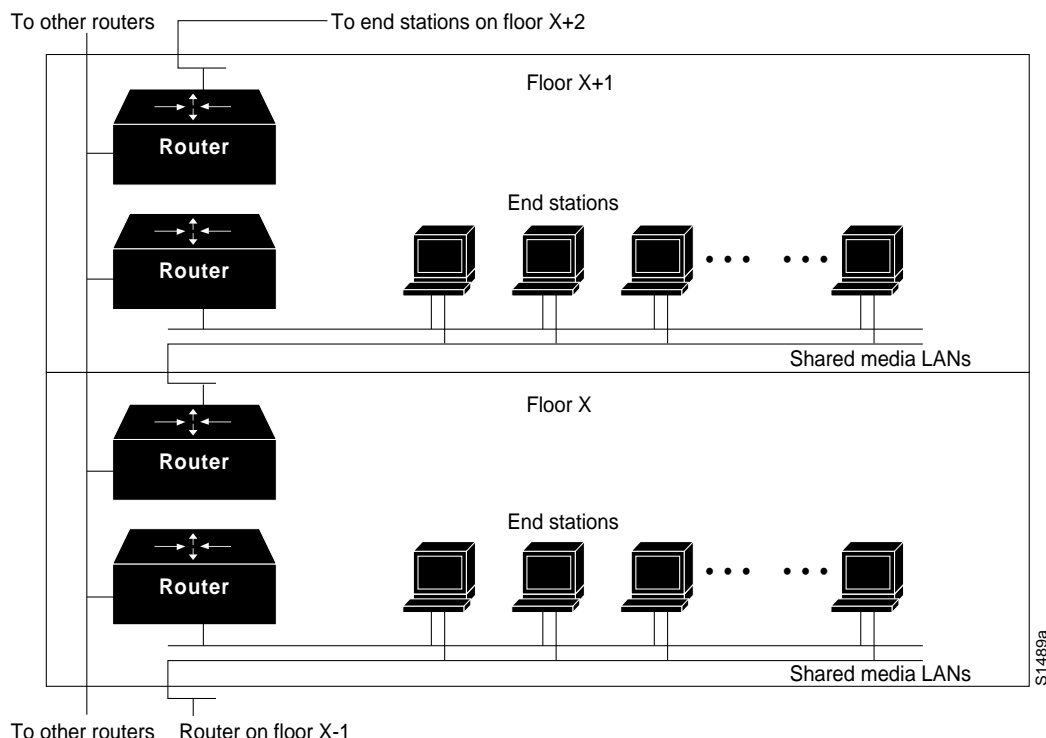 To other routers
To end stations on floor X+2
Floor X+1
Router
End stations
Router
Shared media LANs
Floor X
Router
End stations
Router
Shared media LANs
S1489a
To other routers
Router on floor X-1